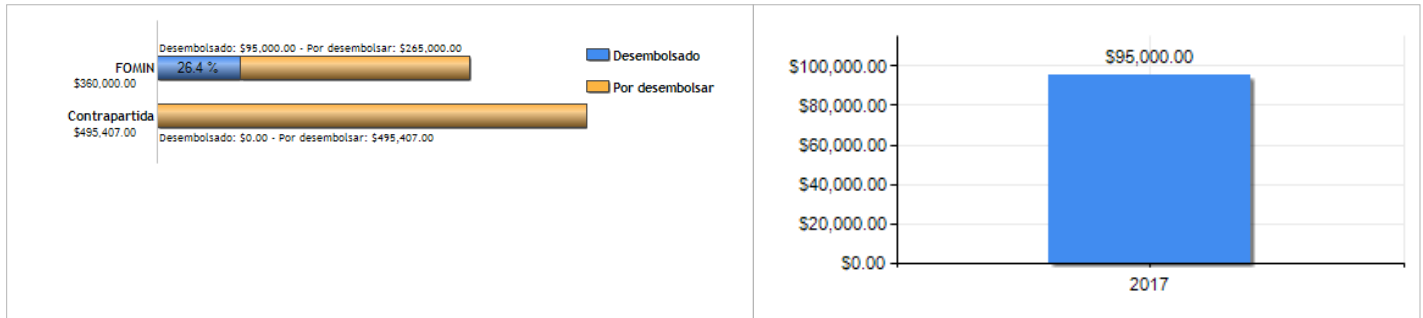 Desembolsado: $95,000.00 - Por desembolsar: $265,000.00
FOMIN
$360,000.00
26.4 %
Contrapartida
$495,407.00
Desembolsado: $0.00 - Por desembolsar: $495,407.00
Desembolsado
Por desembolsar
$95,000.00
$100,000.00
$80,000.00
$60,000.00
$40,000.00
$20,000.00
$0.00
2017